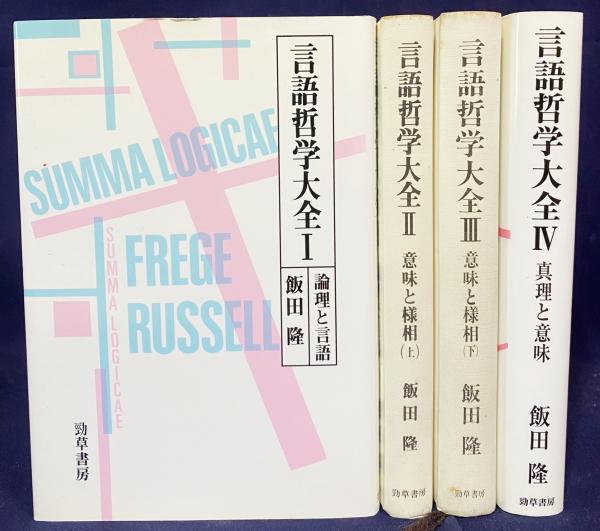 言語哲学大全Ⅰ
論理と言語
飯田 隆
SUMMA LOGICAE
FREGE
RUSSELL
SUMMA LOGICAE
勁草書房
言語哲学大全Ⅱ 意味と様相(上) 飯田 隆
勁草書房
言語哲学大全Ⅲ 意味と様相(下) 飯田 隆
勁草書房
言語哲学大全Ⅳ 真理と意味 飯田 隆
勁草書房